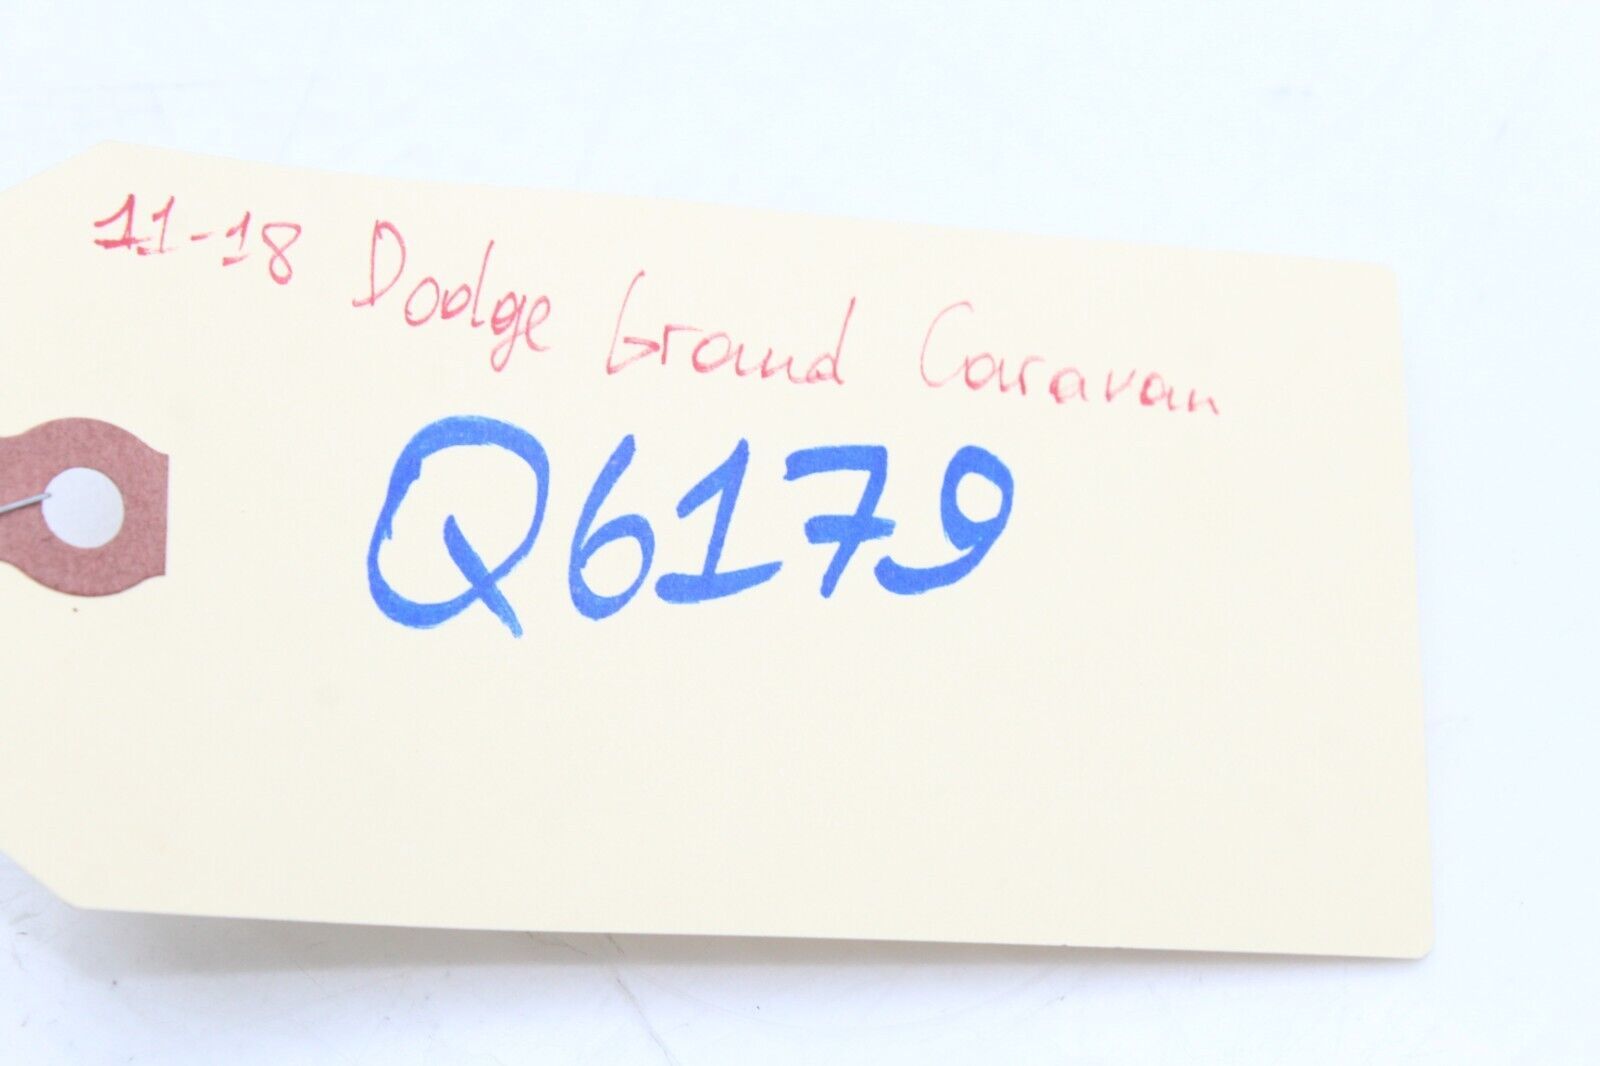 11-18 Dodge Grand Caravan
Q6179